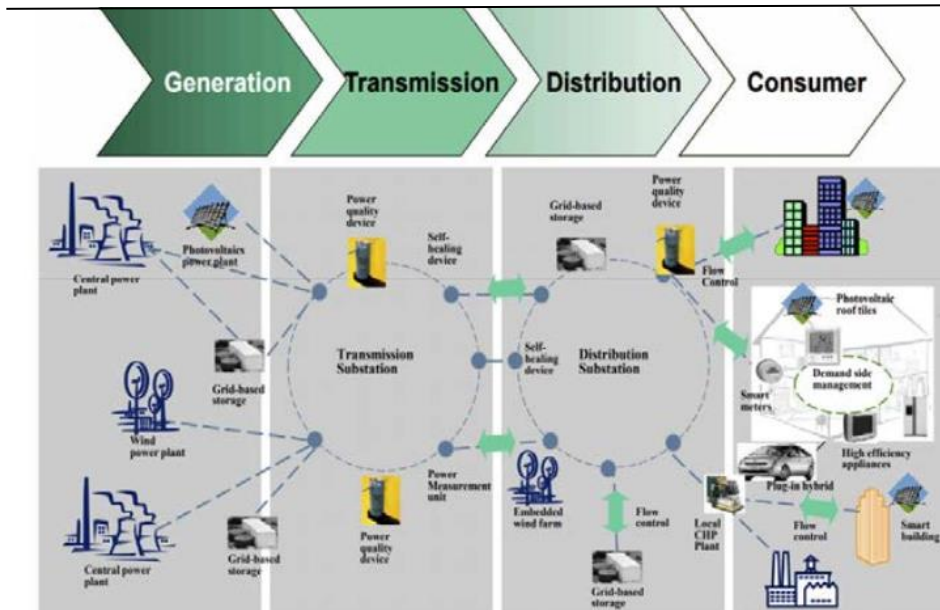 Generation
Transmission
Distribution
Consumer
Central power
plant
Photovoltaics
power plant
Grid-based
storage
Wind
power plant
Central power
plant
Grid-based
storage
Power
quality
device
Self-
healing
device
Transmission
Substation
Power
Measurement
unit
Power
quality
device
Grid-based
storage
Power
quality
device
Flow
Control
Self-
healing
device
Distribution
Substation
Embedded
wind farm
Flow
control
Grid-based
storage
Local
CHP
Plant
Photovoltaic
roof tiles
Demand side
management
Smart
meters
High efficiency
appliances
Plug-in hybrid
Flow
control
Smart
building